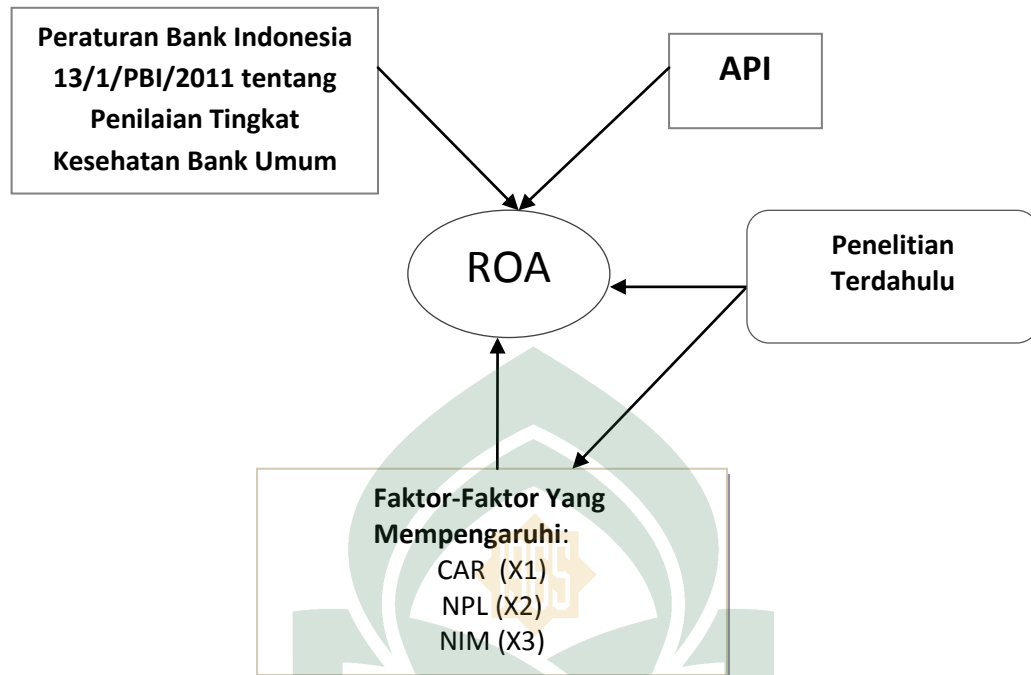 Peraturan Bank Indonesia
13/1/PBI/2011 tentang
Penilaian Tingkat
Kesehatan Bank Umum
API
ROA
Penelitian
Terdahulu
Faktor-Faktor Yang
Mempengaruhi:
CAR (X1)
NPL (X2)
NIM (X3)